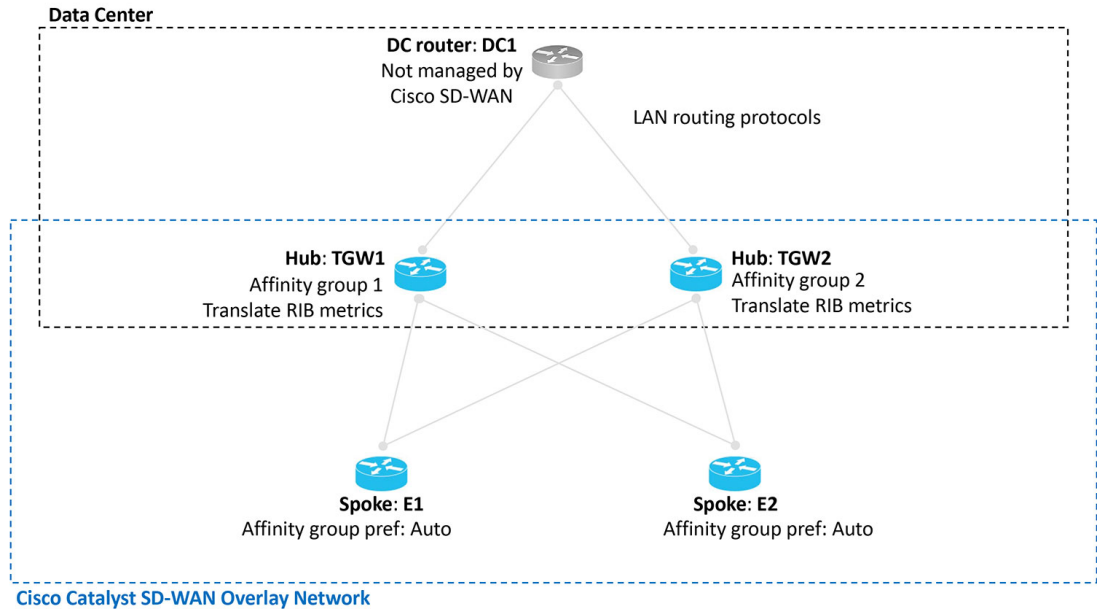 Data Center
DC router: DC1
Not managed by
Cisco SD-WAN
LAN routing protocols
Hub: TGW1
Affinity group 1
Translate RIB metrics
Hub: TGW2
Affinity group 2
Translate RIB metrics
Spoke: E1
Affinity group pref: Auto
Spoke: E2
Affinity group pref: Auto
Cisco Catalyst SD-WAN Overlay Network